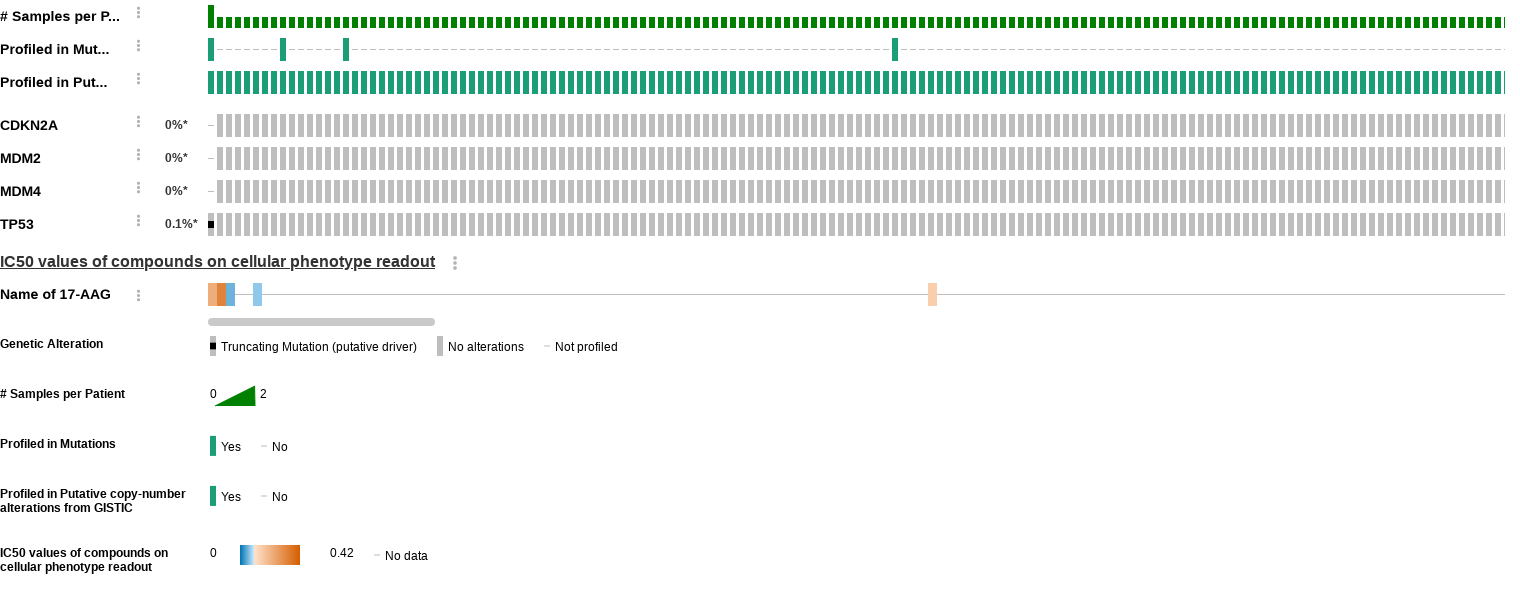 # Samples per P...
Profiled in Mut...
Profiled in Put...
CDKN2A 0%*
MDM2 0%*
MDM4 0%*
TP53 0.1%*
IC50 values of compounds on cellular phenotype readout
Name of 17-AAG
Genetic Alteration Truncating Mutation (putative driver) No alterations Not profiled
# Samples per Patient 0 2
Profiled in Mutations Yes No
Profiled in Putative copy-number
alterations from GISTIC Yes No
IC50 values of compounds on
cellular phenotype readout 0 0.42 No data